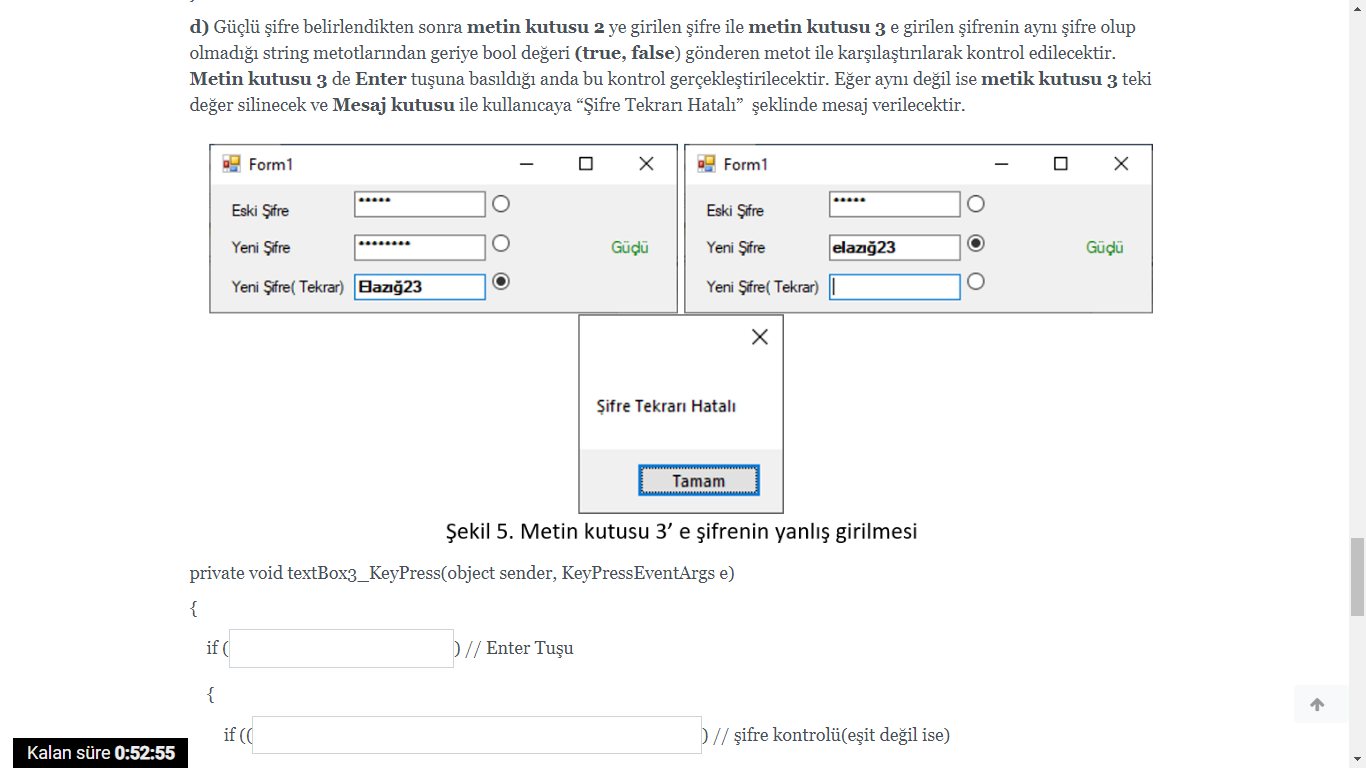 d) Güçlü şifre belirlendikten sonra metin kutusu 2 ye girilen şifre ile metin kutusu 3 e girilen şifrenin aynı şifre olup
olmadığı string metotlarından geriye bool değeri (true, false) gönderen metot ile karşılaştırılarak kontrol edilecektir.
Metin kutusu 3 de Enter tuşuna basıldığı anda bu kontrol gerçekleştirilecektir. Eğer aynı değil ise metik kutusu 3 teki
değer silinecek ve Mesaj kutusu ile kullanıcaya “Şifre Tekrarı Hatalı” şeklinde mesaj verilecektir.
Form1
Eski Şifre *****
Yeni Şifre ******** Güçlü
Yeni Şifre( Tekrar) Elazığ23
Form1
Eski Şifre *****
Yeni Şifre elazığ23 Güçlü
Yeni Şifre( Tekrar)
Şifre Tekrarı Hatalı
Tamam
Şekil 5. Metin kutusu 3’ e şifrenin yanlış girilmesi
private void textBox3_KeyPress(object sender, KeyPressEventArgs e)
{
if ( ) // Enter Tuşu
{
if (( ) // şifre kontrolü(eşit değil ise)
Kalan süre 0:52:55